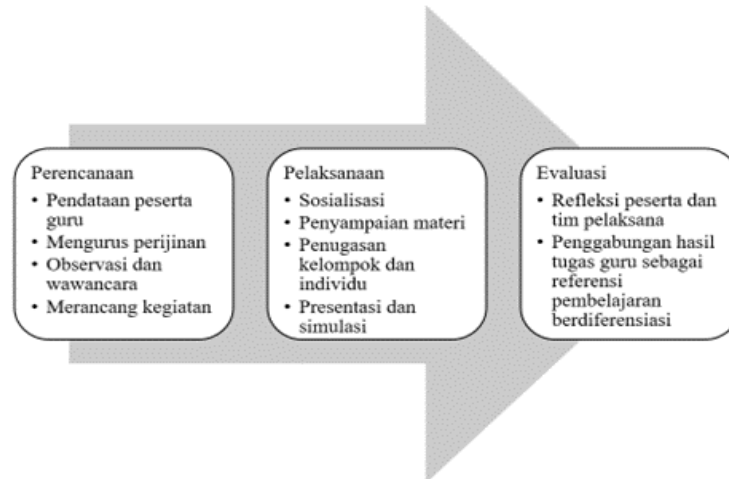 Perencanaan
• Pendataan peserta
guru
• Mengurus perijinan
• Observasi dan
wawancara
• Merancang kegiatan
Pelaksanaan
• Sosialisasi
• Penyampaian materi
• Penugasan
kelompok dan
individu
• Presentasi dan
simulasi
Evaluasi
• Refleksi peserta dan
tim pelaksana
• Penggabungan hasil
tugas guru sebagai
referensi
pembelajaran
berdiferensiasi